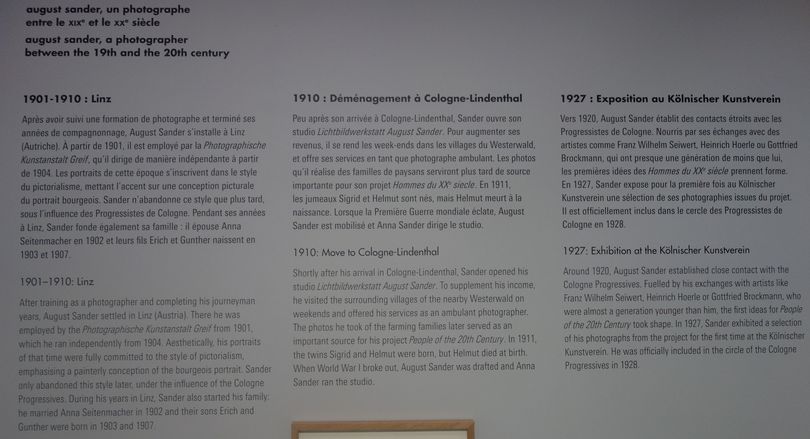 august sander, un photographe
entre le XIXe et le XXe siècle
august sander, a photographer
between the 19th and the 20th century
1901-1910 : Linz
Après avoir suivi une formation de photographe et terminé ses
années de compagnonnage, August Sander s'installe à Linz
(Autriche). À partir de 1901, il est employé par la Photographische
Kunstanstalt Greif, qu'il dirige de manière indépendante à partir
de 1904. Les portraits de cette époque s'inscrivent dans le style
du pictorialisme, mettant l'accent sur une conception picturale
du portrait bourgeois. Sander n'abandonne ce style que plus tard,
sous l'influence des Progressistes de Cologne. Pendant ses années
à Linz, Sander fonde également sa famille : il épouse Anna
Seitenmacher en 1902 et leurs fils Erich et Gunther naissent en
1903 et 1907.
1901–1910: Linz
After training as a photographer and completing his journeyman
years, August Sander settled in Linz (Austria). There he was
employed by the Photographische Kunstanstalt Greif from 1901,
which he ran independently from 1904. Aesthetically, his portraits
of that time were fully committed to the style of pictorialism,
emphasising a painterly conception of the bourgeois portrait. Sander
only abandoned this style later, under the influence of the Cologne
Progressives. During his years in Linz, Sander also started his family:
he married Anna Seitenmacher in 1902 and their sons Erich and
Gunther were born in 1903 and 1907.
1910 : Déménagement à Cologne-Lindenthal
Peu après son arrivée à Cologne-Lindenthal, Sander ouvre son
studio Lichtbildwerkstatt August Sander. Pour augmenter ses
revenus, il se rend les week-ends dans les villages du Westerwald,
et offre ses services en tant que photographe ambulant. Les photos
qu'il réalise des familles de paysans serviront plus tard de source
importante pour son projet Hommes du XXe siècle. En 1911,
les jumeaux Sigrid et Helmut sont nés, mais Helmut meurt à la
naissance. Lorsque la Première Guerre mondiale éclate, August
Sander est mobilisé et Anna Sander dirige le studio.
1910: Move to Cologne-Lindenthal
Shortly after his arrival in Cologne-Lindenthal, Sander opened his
studio Lichtbildwerkstatt August Sander. To supplement his income,
he visited the surrounding villages of the nearby Westerwald on
weekends and offered his services as an ambulant photographer.
The photos he took of the farming families later served as an
important source for his project People of the 20th Century. In 1911,
the twins Sigrid and Helmut were born, but Helmut died at birth.
When World War I broke out, August Sander was drafted and Anna
Sander ran the studio.
1927 : Exposition au Kölnischer Kunstverein
Vers 1920, August Sander établit des contacts étroits avec les
Progressistes de Cologne. Nourris par ses échanges avec des
artistes comme Franz Wilhelm Seiwert, Heinrich Hoerle ou Gottfried
Brockmann, qui ont presque une génération de moins que lui,
les premières idées des Hommes du XXe siècle prennent forme.
En 1927, Sander expose pour la première fois au Kölnischer
Kunstverein une sélection de ses photographies issues du projet.
Il est officiellement inclus dans le cercle des Progressistes de
Cologne en 1928.
1927: Exhibition at the Kölnischer Kunstverein
Around 1920, August Sander established close contact with the
Cologne Progressives. Fuelled by his exchanges with artists like
Franz Wilhelm Seiwert, Heinrich Hoerle or Gottfried Brockmann, who
were almost a generation younger than him, the first ideas for People
of the 20th Century took shape. In 1927, Sander exhibited a selection
of his photographs from the project for the first time at the Kölnischer
Kunstverein. He was officially included in the circle of the Cologne
Progressives in 1928.